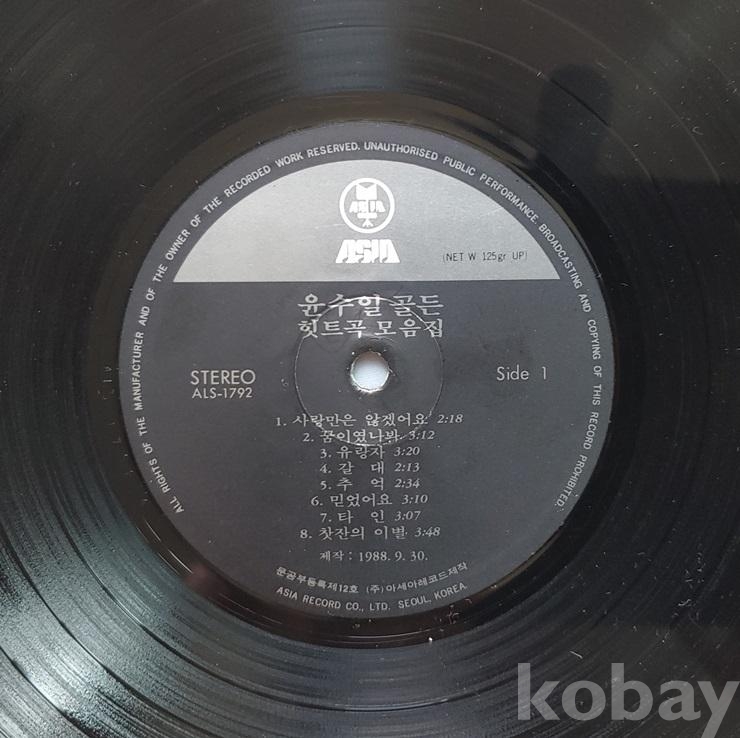 ALL RIGHTS OF THE MANUFACTURER AND OF THE OWNER OF THE RECORDED WORK RESERVED. UNAUTHORISED PUBLIC PERFORMANCE. BROADCASTING AND COPYING OF THIS RECORD PROHIBITED.
ASIA
ASIA
(NET W 125gr UP)
윤수일 골든
힛트곡 모음집
STEREO
ALS-1792
Side 1
1. 사랑만은 않겠어요 2:18
2. 꿈이였나봐 3:12
3. 유랑자 3:20
4. 갈 대 2:13
5. 추 억 2:34
6. 믿었어요 3:10
7. 타 인 3:07
8. 찻잔의 이별 3:48
제작 : 1988. 9. 30.
문공부등록제12호 (주)아세아레코드제작
ASIA RECORD CO., LTD. SEOUL, KOREA.
kobay